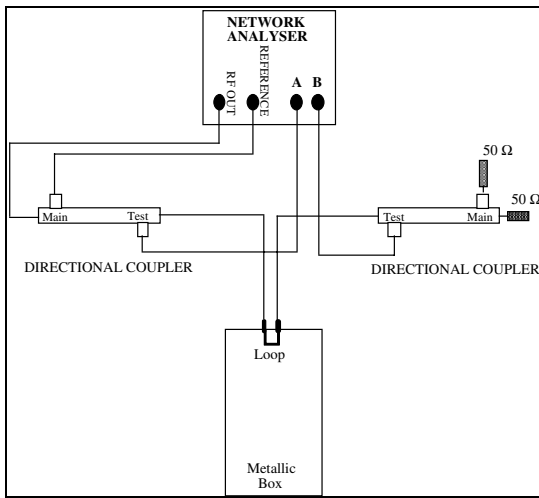 NETWORK
ANALYSER
RF OUT
REFERENCE
A
B
50 Ω
50 Ω
Main
Test
Test
Main
DIRECTIONAL COUPLER
DIRECTIONAL COUPLER
Loop
Metallic
Box